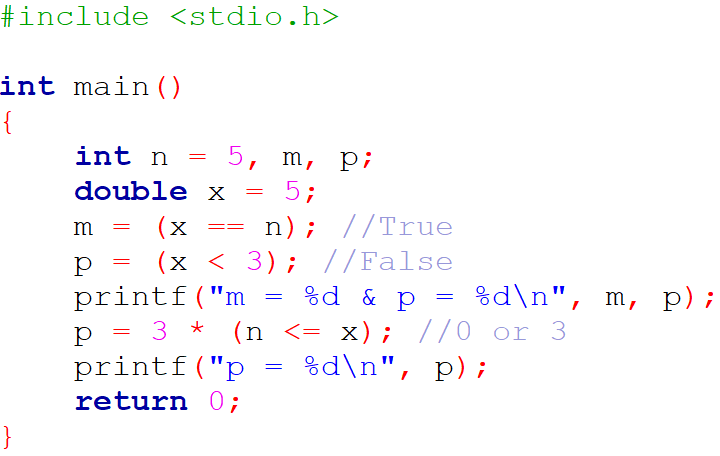 #include <stdio.h>

int main()
{
    int n = 5, m, p;
    double x = 5;
    m = (x == n); //True
    p = (x < 3); //False
    printf("m = %d & p = %d\n", m, p);
    p = 3 * (n <= x); //0 or 3
    printf("p = %d\n", p);
    return 0;
}